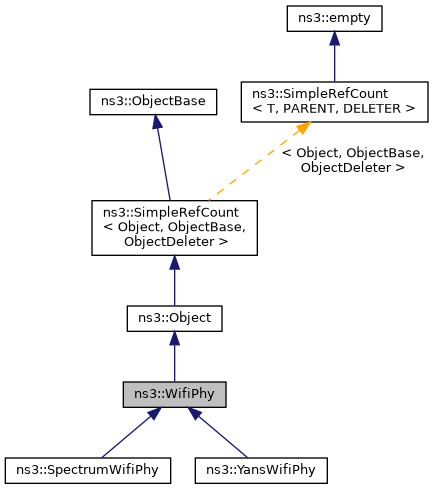 ns3::empty
ns3::SimpleRefCount
< T, PARENT, DELETER >
ns3::ObjectBase
< Object, ObjectBase,
ObjectDeleter >
ns3::SimpleRefCount
< Object, ObjectBase,
ObjectDeleter >
ns3::Object
ns3::WifiPhy
ns3::SpectrumWifiPhy
ns3::YansWifiPhy